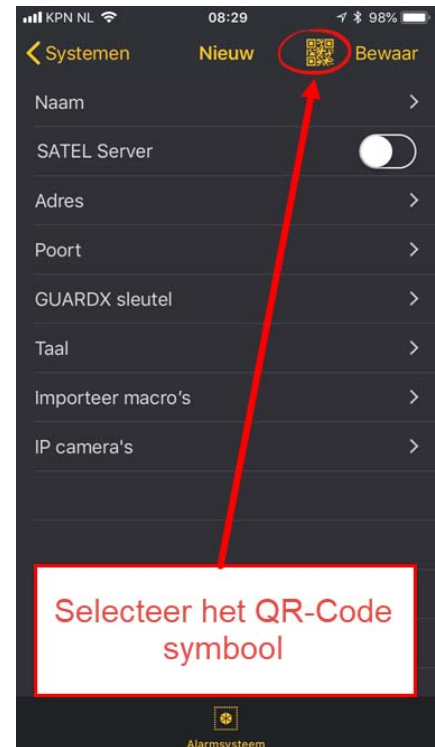 KPN NL 08:29 98%
Systemen Nieuw Bewaar
Naam
SATEL Server
Adres
Poort
GUARDX sleutel
Taal
Importeer macro's
IP camera's
Selecteer het QR-Code
symbool
Alarmsysteem